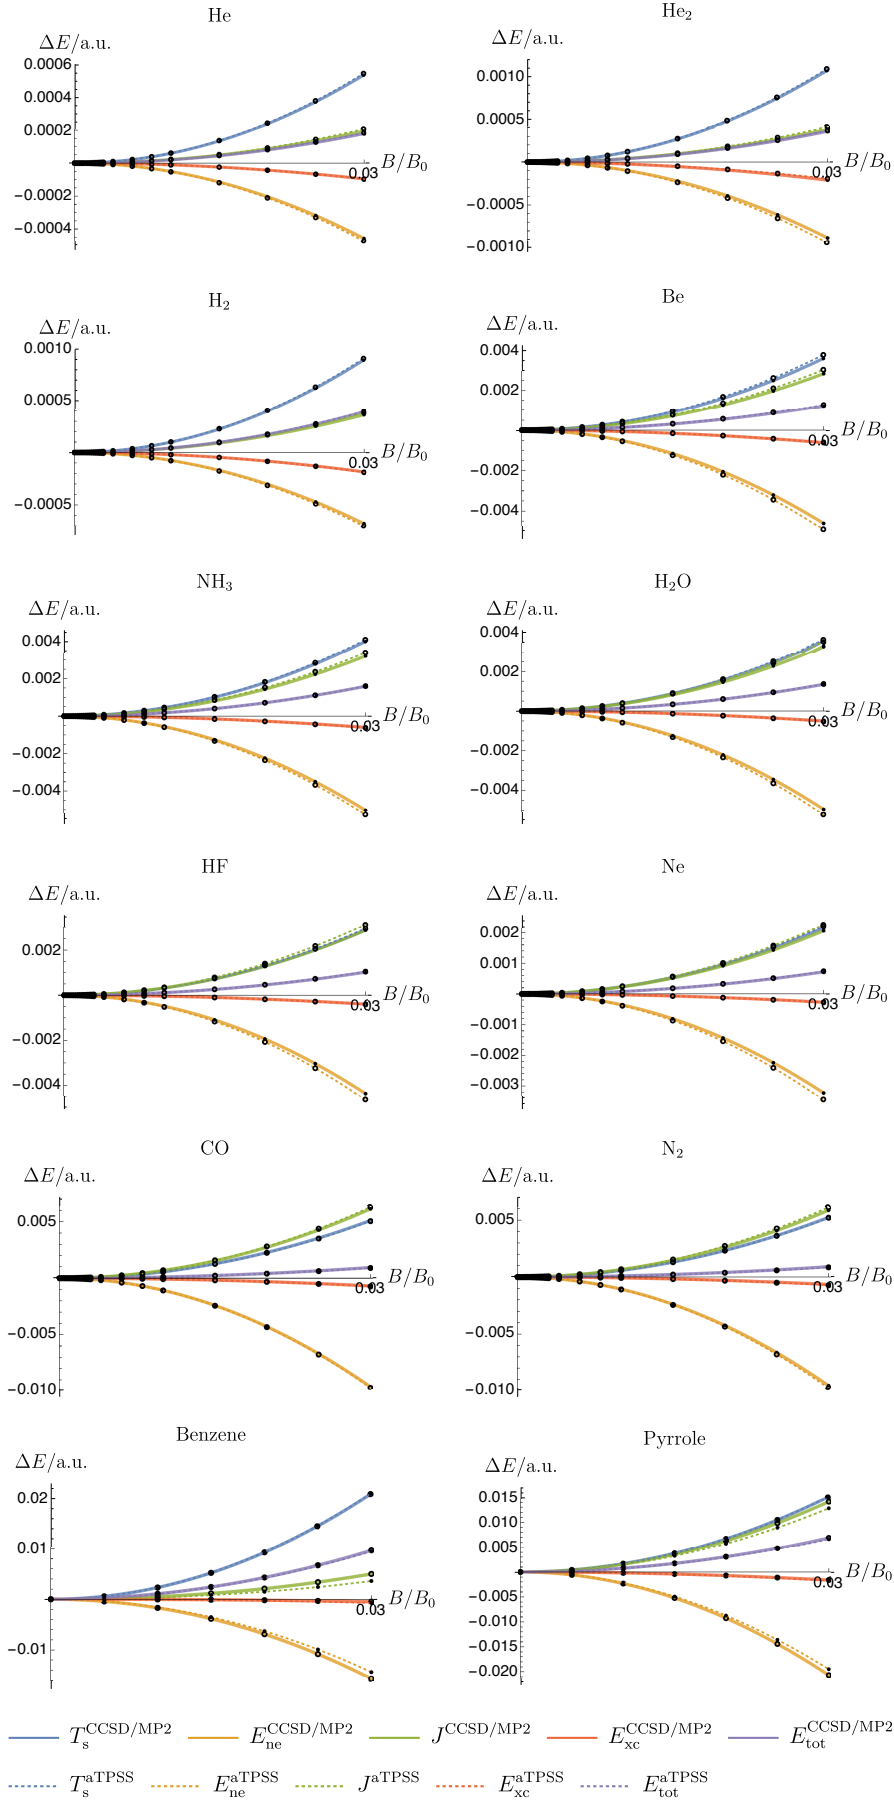 He
ΔE/a.u.
0.0006
0.0004
0.0002
-0.0002
-0.0004
0.03
B/B₀
He₂
ΔE/a.u.
0.0010
0.0005
-0.0005
-0.0010
0.03
B/B₀
H₂
ΔE/a.u.
0.0010
0.0005
-0.0005
0.03
B/B₀
Be
ΔE/a.u.
0.004
0.002
-0.002
-0.004
0.03
B/B₀
NH₃
ΔE/a.u.
0.004
0.002
-0.002
-0.004
0.03
B/B₀
H₂O
ΔE/a.u.
0.004
0.002
-0.002
-0.004
0.03
B/B₀
HF
ΔE/a.u.
0.002
-0.002
-0.004
0.03
B/B₀
Ne
ΔE/a.u.
0.002
0.001
-0.001
-0.002
-0.003
0.03
B/B₀
CO
ΔE/a.u.
0.005
-0.005
-0.010
0.03
B/B₀
N₂
ΔE/a.u.
0.005
-0.005
-0.010
0.03
B/B₀
Benzene
ΔE/a.u.
0.02
0.01
-0.01
0.03
B/B₀
Pyrrole
ΔE/a.u.
0.015
0.010
0.005
-0.005
-0.010
-0.015
-0.020
0.03
B/B₀
T_s^CCSD/MP2 E_ne^CCSD/MP2 J^CCSD/MP2 E_xc^CCSD/MP2 E_tot^CCSD/MP2
T_s^aTPSS E_ne^aTPSS J^aTPSS E_xc^aTPSS E_tot^aTPSS